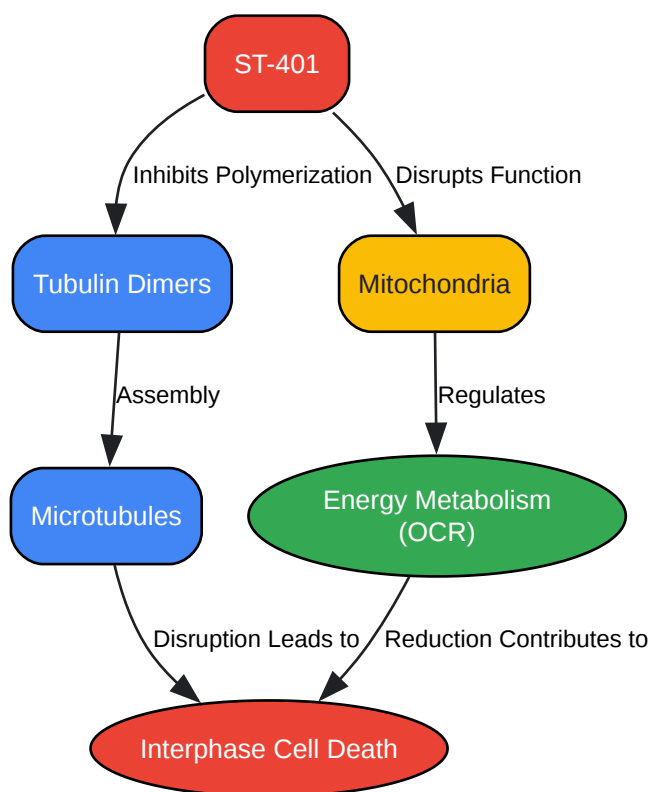 ST-401
Inhibits Polymerization
Disrupts Function
Tubulin Dimers
Mitochondria
Assembly
Regulates
Microtubules
Energy Metabolism
(OCR)
Disruption Leads to
Reduction Contributes to
Interphase Cell Death